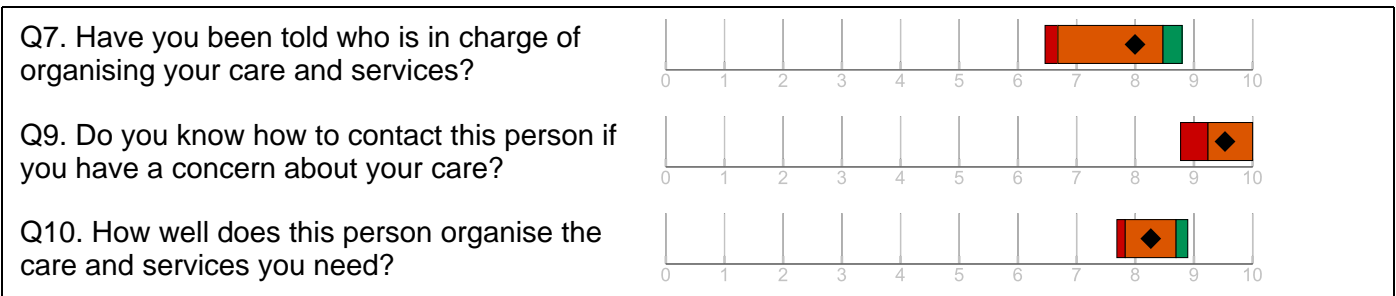 Q7. Have you been told who is in charge of
organising your care and services?
0 1 2 3 4 5 6 7 8 9 10
Q9. Do you know how to contact this person if
you have a concern about your care?
0 1 2 3 4 5 6 7 8 9 10
Q10. How well does this person organise the
care and services you need?
0 1 2 3 4 5 6 7 8 9 10